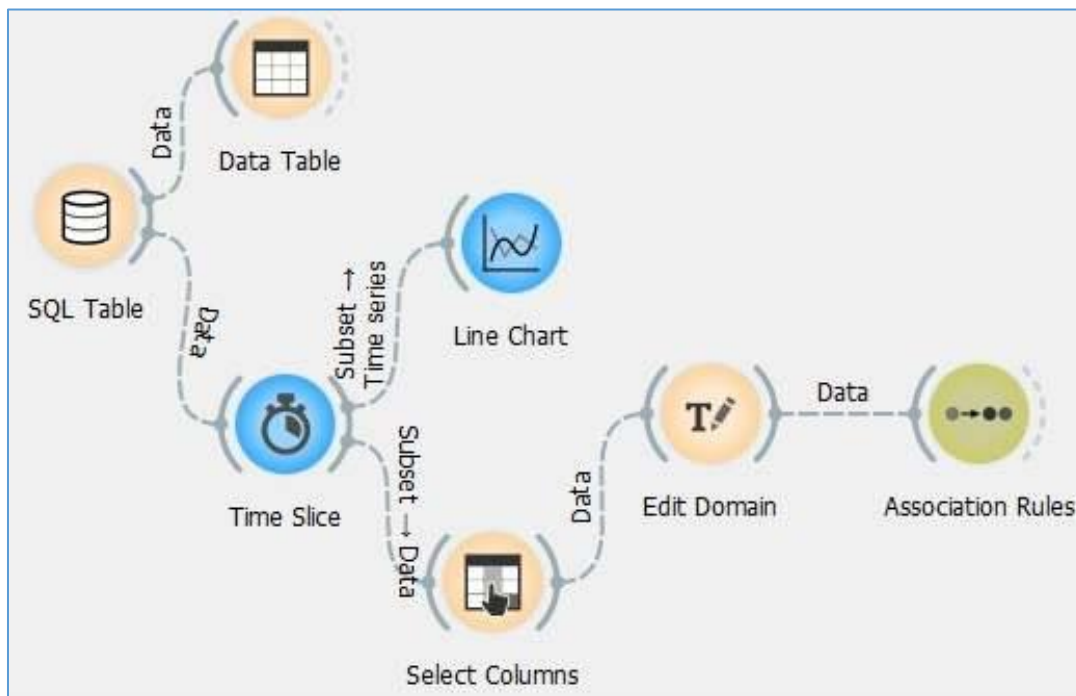 Data
Data Table
SQL Table
Data
Subset →
Time series
Line Chart
Time Slice
Subset → Data
Select Columns
Data
T
Edit Domain
Data
Association Rules